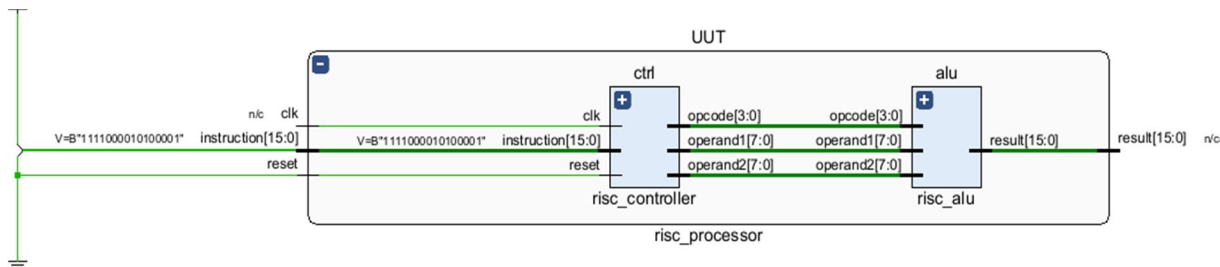 UUT
ctrl
alu
n/c clk
clk
opcode[3:0]
opcode[3:0]
V=B"1111000010100001" instruction[15:0]
V=B"1111000010100001" instruction[15:0]
operand1[7:0]
operand1[7:0]
result[15:0]
result[15:0] n/c
reset
reset
operand2[7:0]
operand2[7:0]
risc_controller
risc_alu
risc_processor